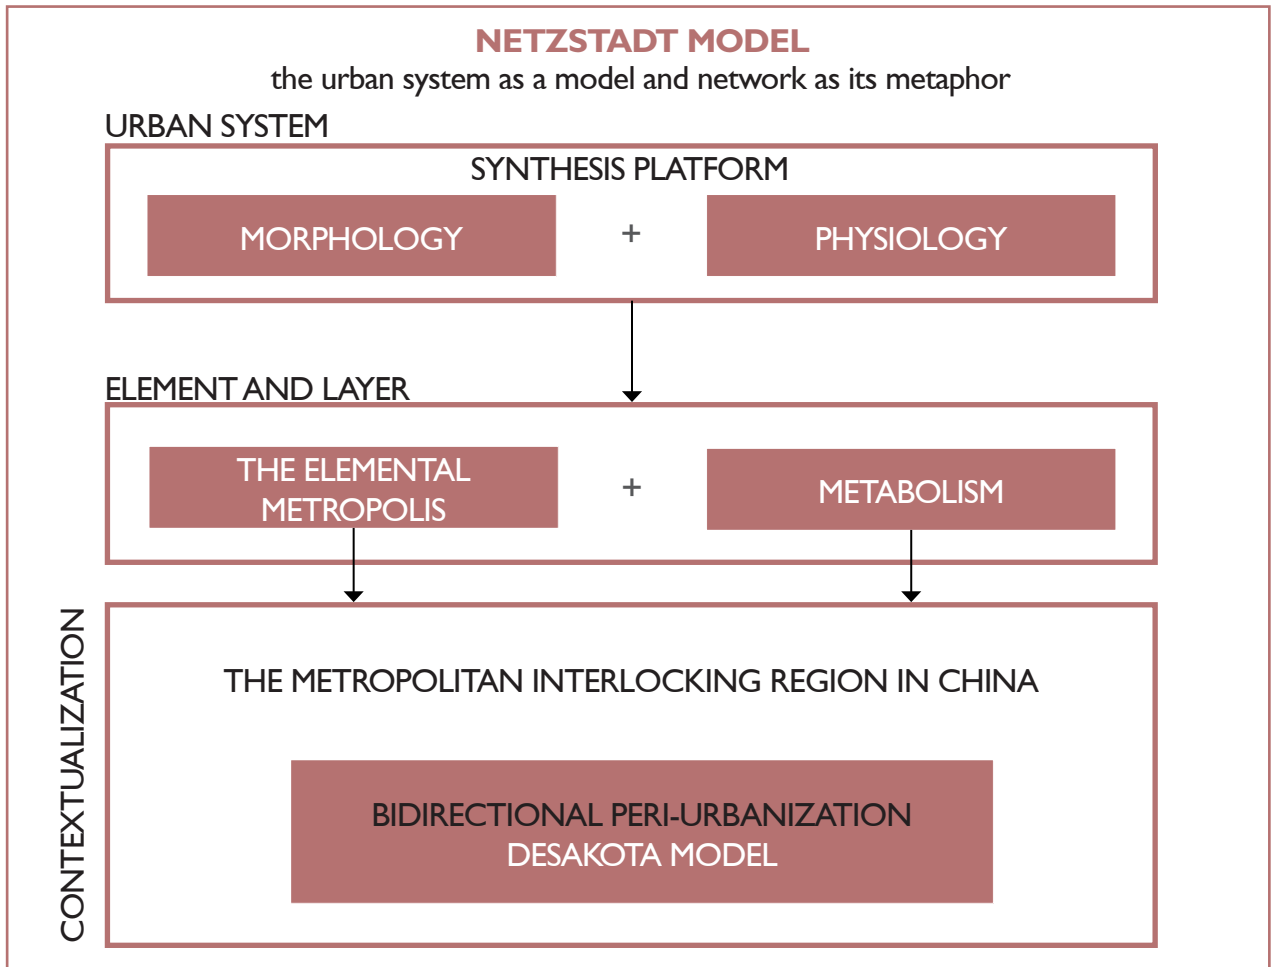 NETZSTADT MODEL
the urban system as a model and network as its metaphor
URBAN SYSTEM
SYNTHESIS PLATFORM
MORPHOLOGY
+
PHYSIOLOGY
ELEMENT AND LAYER
THE ELEMENTAL
METROPOLIS
+
METABOLISM
CONTEXTUALIZATION
THE METROPOLITAN INTERLOCKING REGION IN CHINA
BIDIRECTIONAL PERI-URBANIZATION
DESAKOTA MODEL